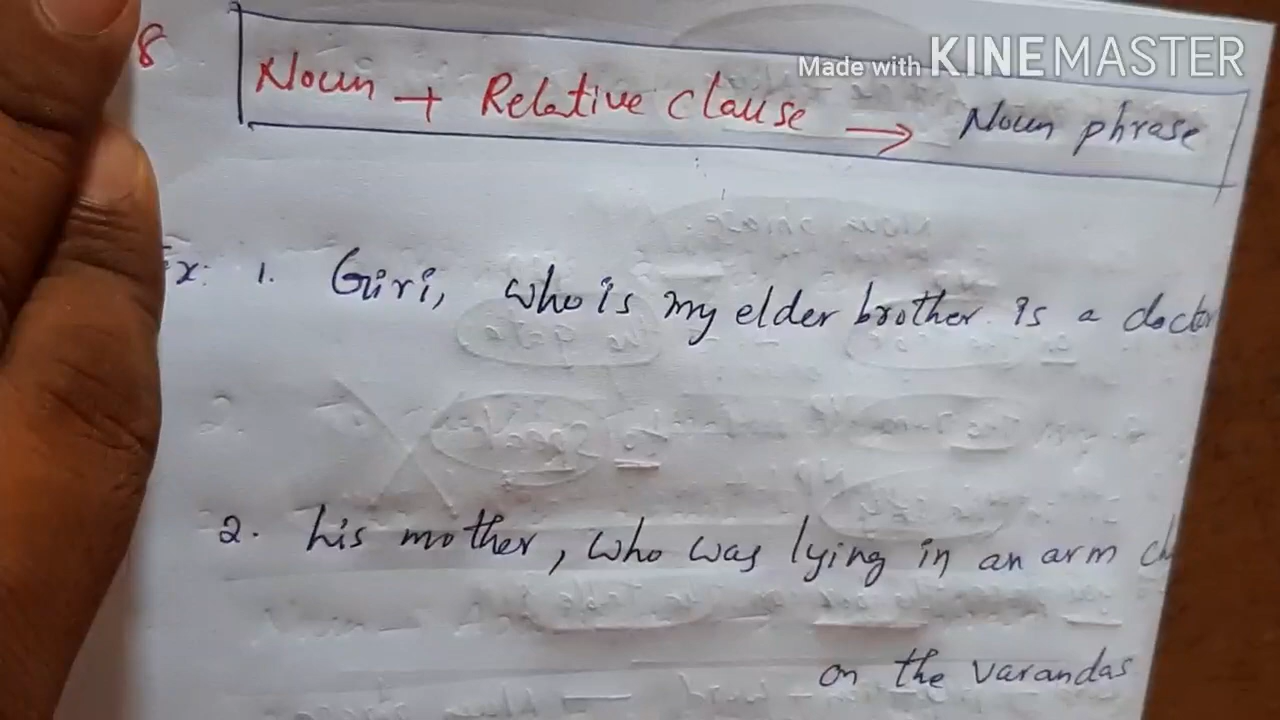 Made with KINEMASTER
8
Noun + Relative clause → Noun phrase
Ex: 1. Giri, who is my elder brother is a doctor
2. his mother, who was lying in an arm
on the varandas